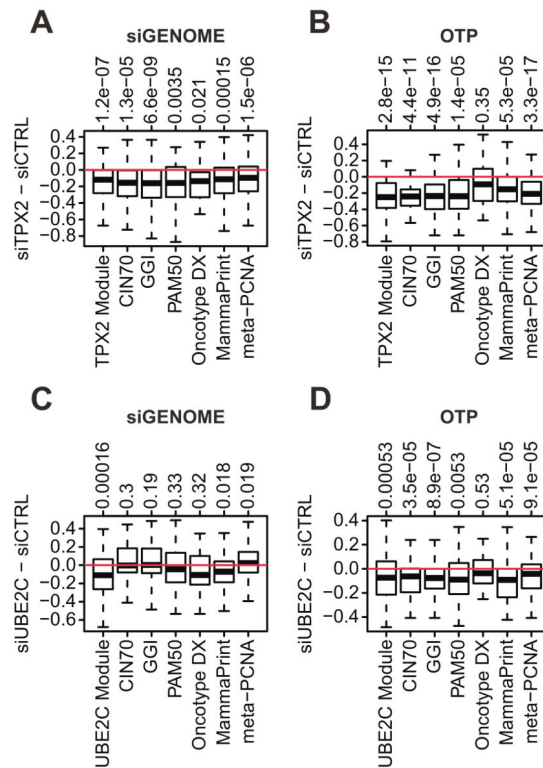 A
siGENOME
1.2e-07
1.3e-05
6.6e-09
0.0035
0.021
0.00015
1.5e-06
siTPX2 – siCTRL
0.4
0.2
0.0
−0.2
−0.4
−0.6
−0.8
TPX2 Module
CIN70
GGI
PAM50
Oncotype DX
MammaPrint
meta-PCNA
B
OTP
2.8e-15
4.4e-11
4.9e-16
1.4e-05
0.35
5.3e-05
3.3e-17
siTPX2 – siCTRL
0.4
0.2
0.0
−0.2
−0.4
−0.6
−0.8
TPX2 Module
CIN70
GGI
PAM50
Oncotype DX
MammaPrint
meta-PCNA
C
siGENOME
0.00016
0.3
0.19
0.33
0.32
0.018
0.019
siUBE2C – siCTRL
0.4
0.2
0.0
−0.2
−0.4
−0.6
UBE2C Module
CIN70
GGI
PAM50
Oncotype DX
MammaPrint
meta-PCNA
D
OTP
0.00053
3.5e-05
8.9e-07
0.0053
0.53
5.1e-05
9.1e-05
siUBE2C – siCTRL
0.4
0.2
0.0
−0.2
−0.4
UBE2C Module
CIN70
GGI
PAM50
Oncotype DX
MammaPrint
meta-PCNA